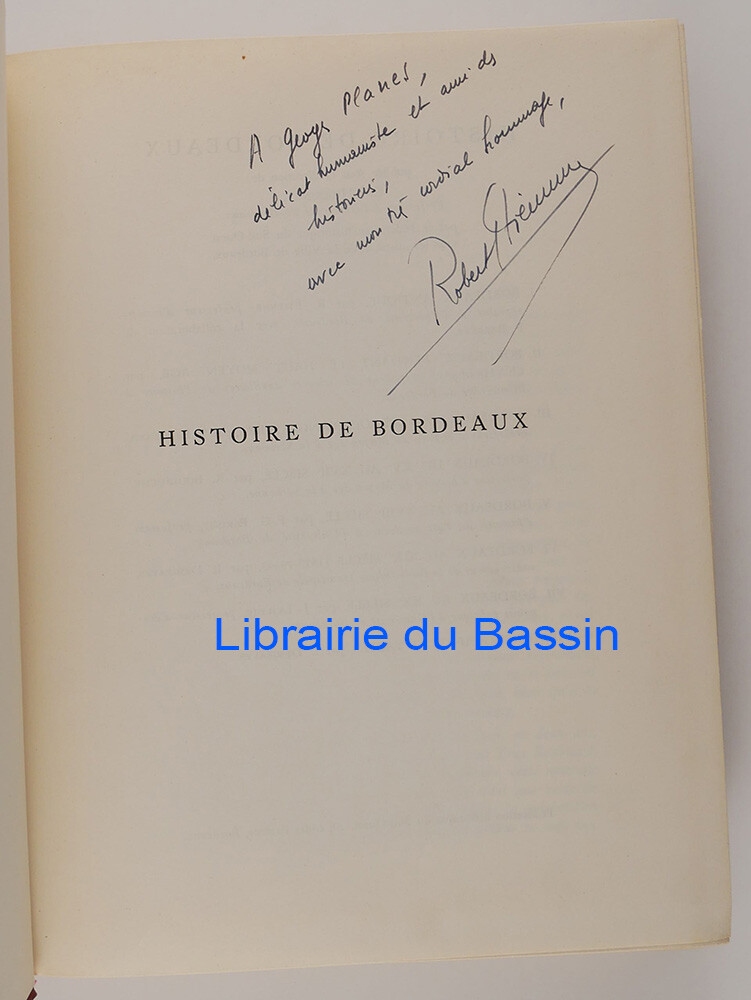 A Georges Planes,
délicat humaniste et ami des
historiens,
avec mon très cordial hommage,
Robert Etienne
HISTOIRE DE BORDEAUX
Librairie du Bassin